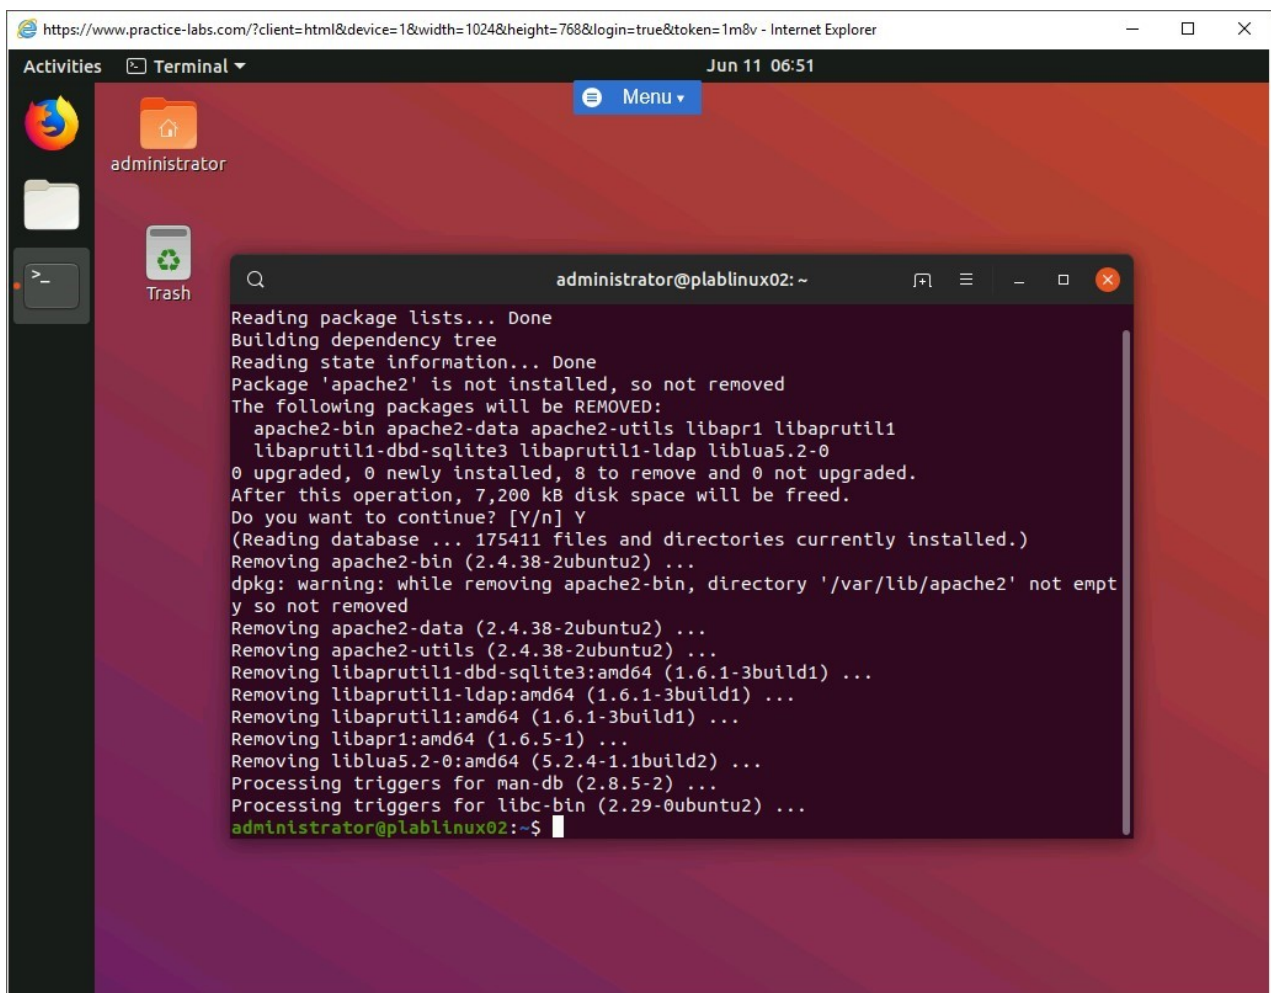 https://www.practice-labs.com/?client=html&device=1&width=1024&height=768&login=true&token=1m8v - Internet Explorer
Activities Terminal Jun 11 06:51
Menu
administrator
Trash
administrator@plablinux02: ~
Reading package lists... Done
Building dependency tree
Reading state information... Done
Package 'apache2' is not installed, so not removed
The following packages will be REMOVED:
  apache2-bin apache2-data apache2-utils libapr1 libaprutil1
  libaprutil1-dbd-sqlite3 libaprutil1-ldap liblua5.2-0
0 upgraded, 0 newly installed, 8 to remove and 0 not upgraded.
After this operation, 7,200 kB disk space will be freed.
Do you want to continue? [Y/n] Y
(Reading database ... 175411 files and directories currently installed.)
Removing apache2-bin (2.4.38-2ubuntu2) ...
dpkg: warning: while removing apache2-bin, directory '/var/lib/apache2' not empt
y so not removed
Removing apache2-data (2.4.38-2ubuntu2) ...
Removing apache2-utils (2.4.38-2ubuntu2) ...
Removing libaprutil1-dbd-sqlite3:amd64 (1.6.1-3build1) ...
Removing libaprutil1-ldap:amd64 (1.6.1-3build1) ...
Removing libaprutil1:amd64 (1.6.1-3build1) ...
Removing libapr1:amd64 (1.6.5-1) ...
Removing liblua5.2-0:amd64 (5.2.4-1.1build2) ...
Processing triggers for man-db (2.8.5-2) ...
Processing triggers for libc-bin (2.29-0ubuntu2) ...
administrator@plablinux02:~$